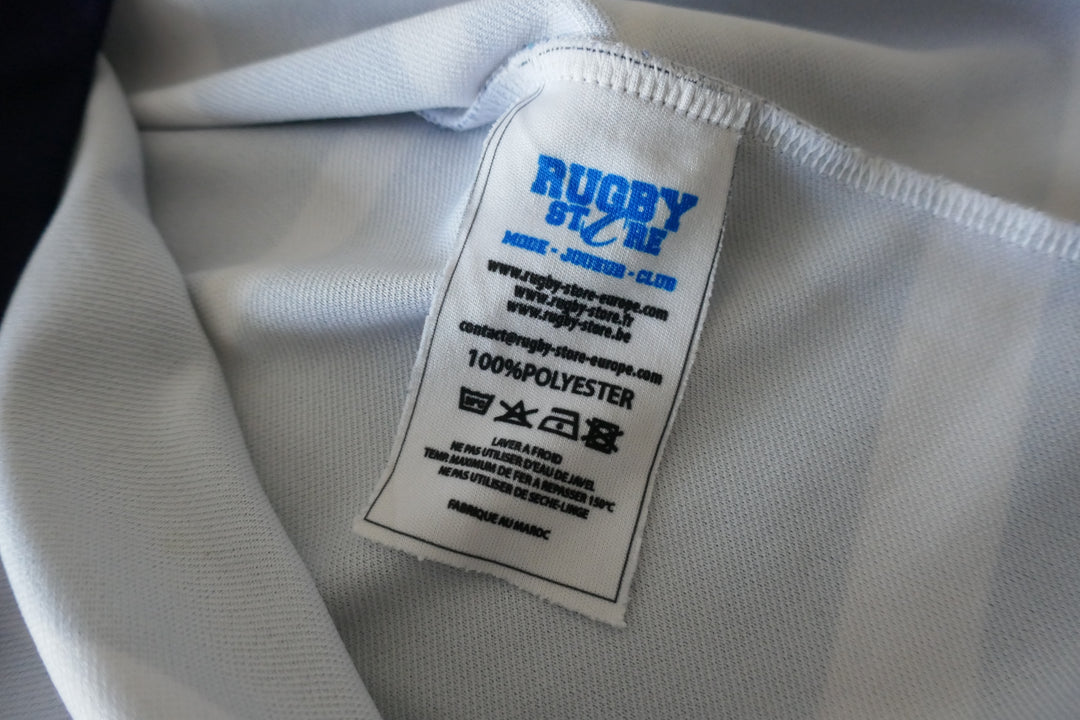 RUGBY
STORE
MODE - JOUEUR - CLUB
www.rugby-store-europe.com
www.rugby-store.fr
www.rugby-store.be
contact@rugby-store-europe.com
100%POLYESTER
LAVER A FROID
NE PAS UTILISER D'EAU DE JAVEL
TEMP. MAXIMUM DE FER A REPASSER 150°C
NE PAS UTILISER DE SECHE-LINGE
FABRIQUE AU MAROC